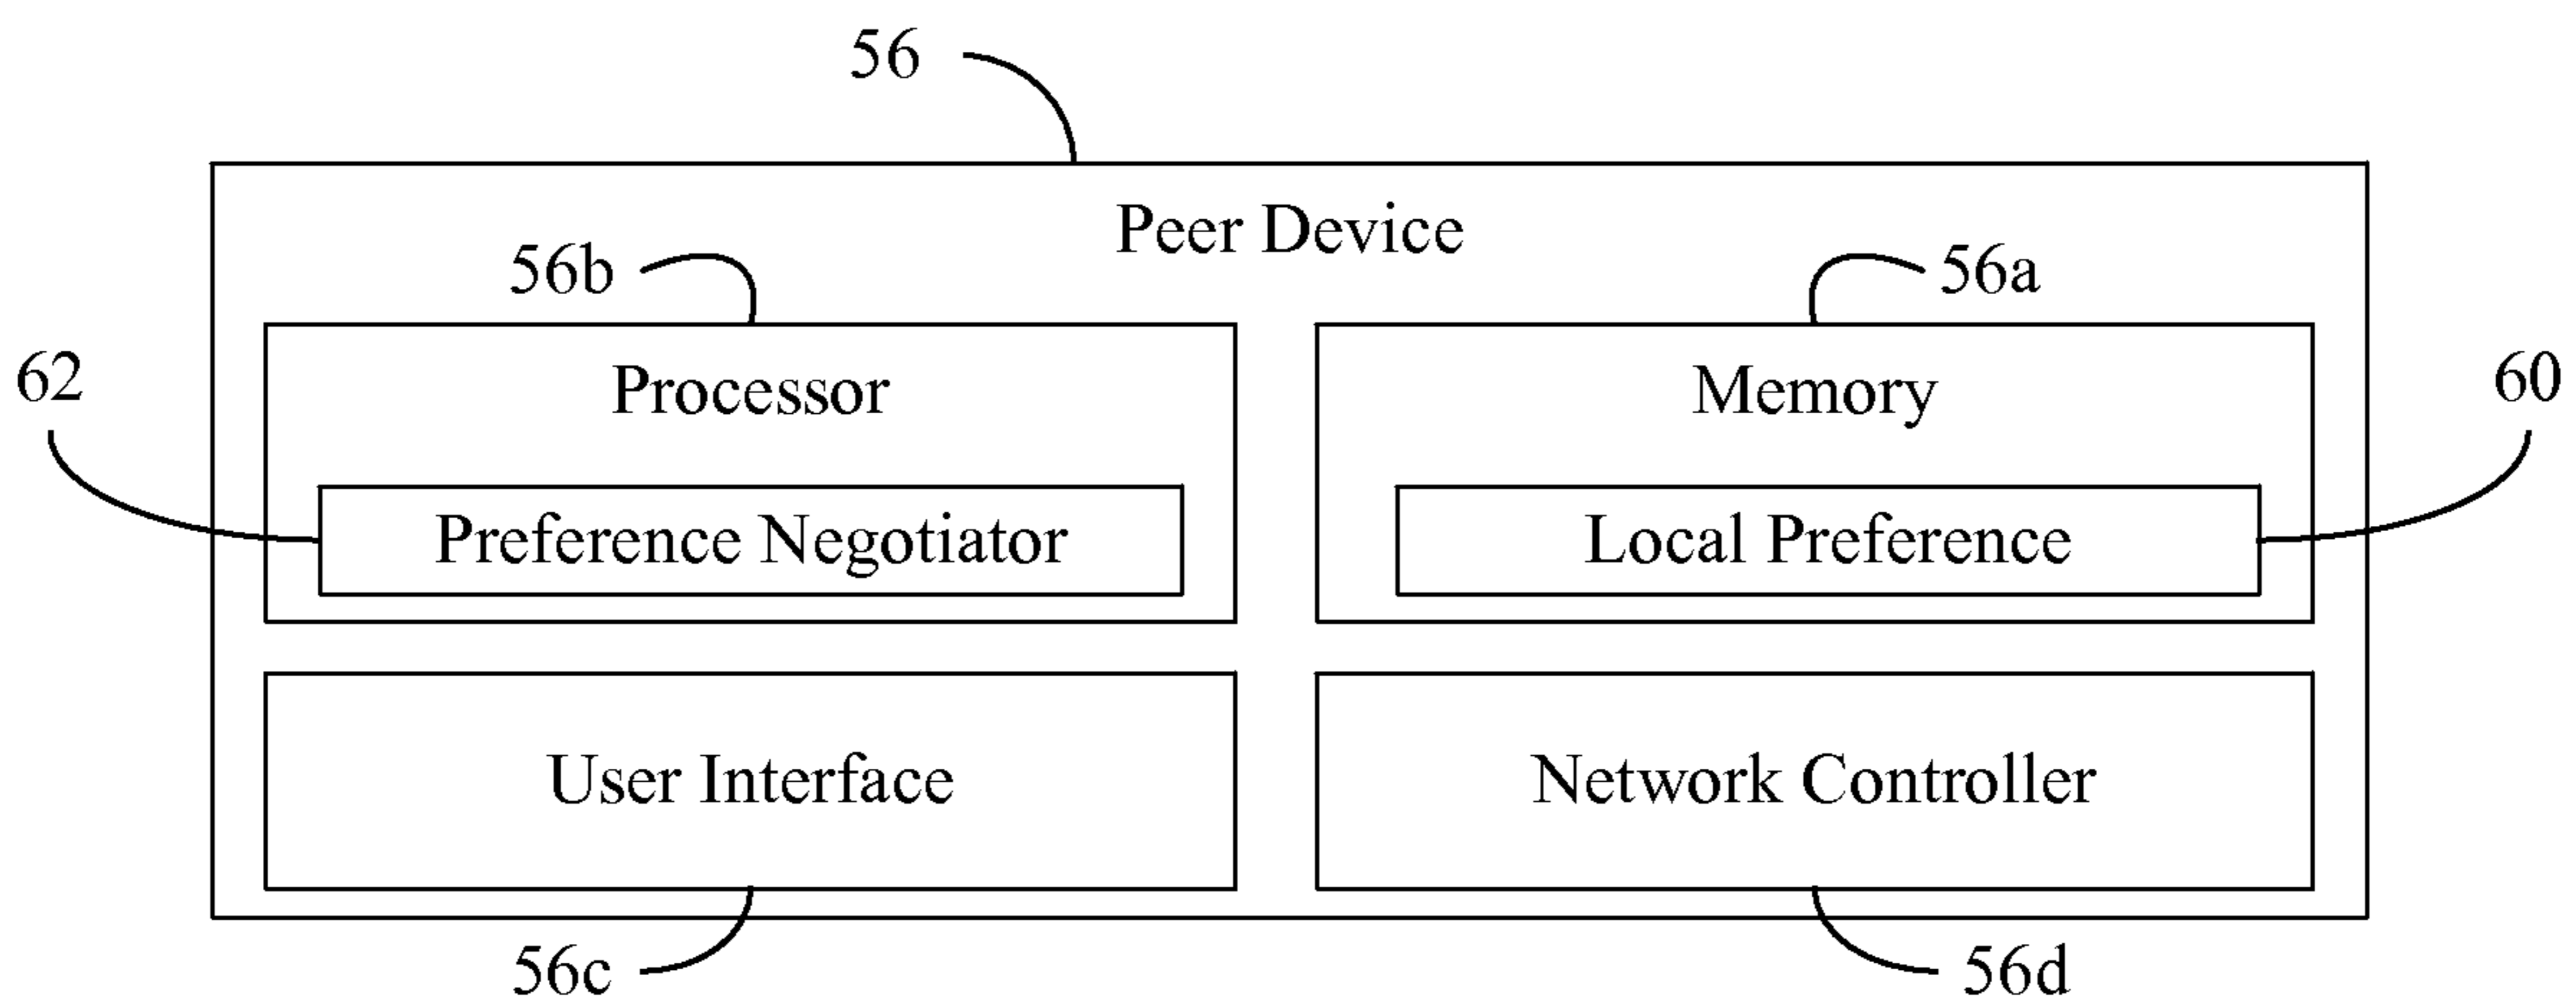 56
Peer Device
56b
56a
62
Processor
Memory
60
Preference Negotiator
Local Preference
User Interface
Network Controller
56c
56d